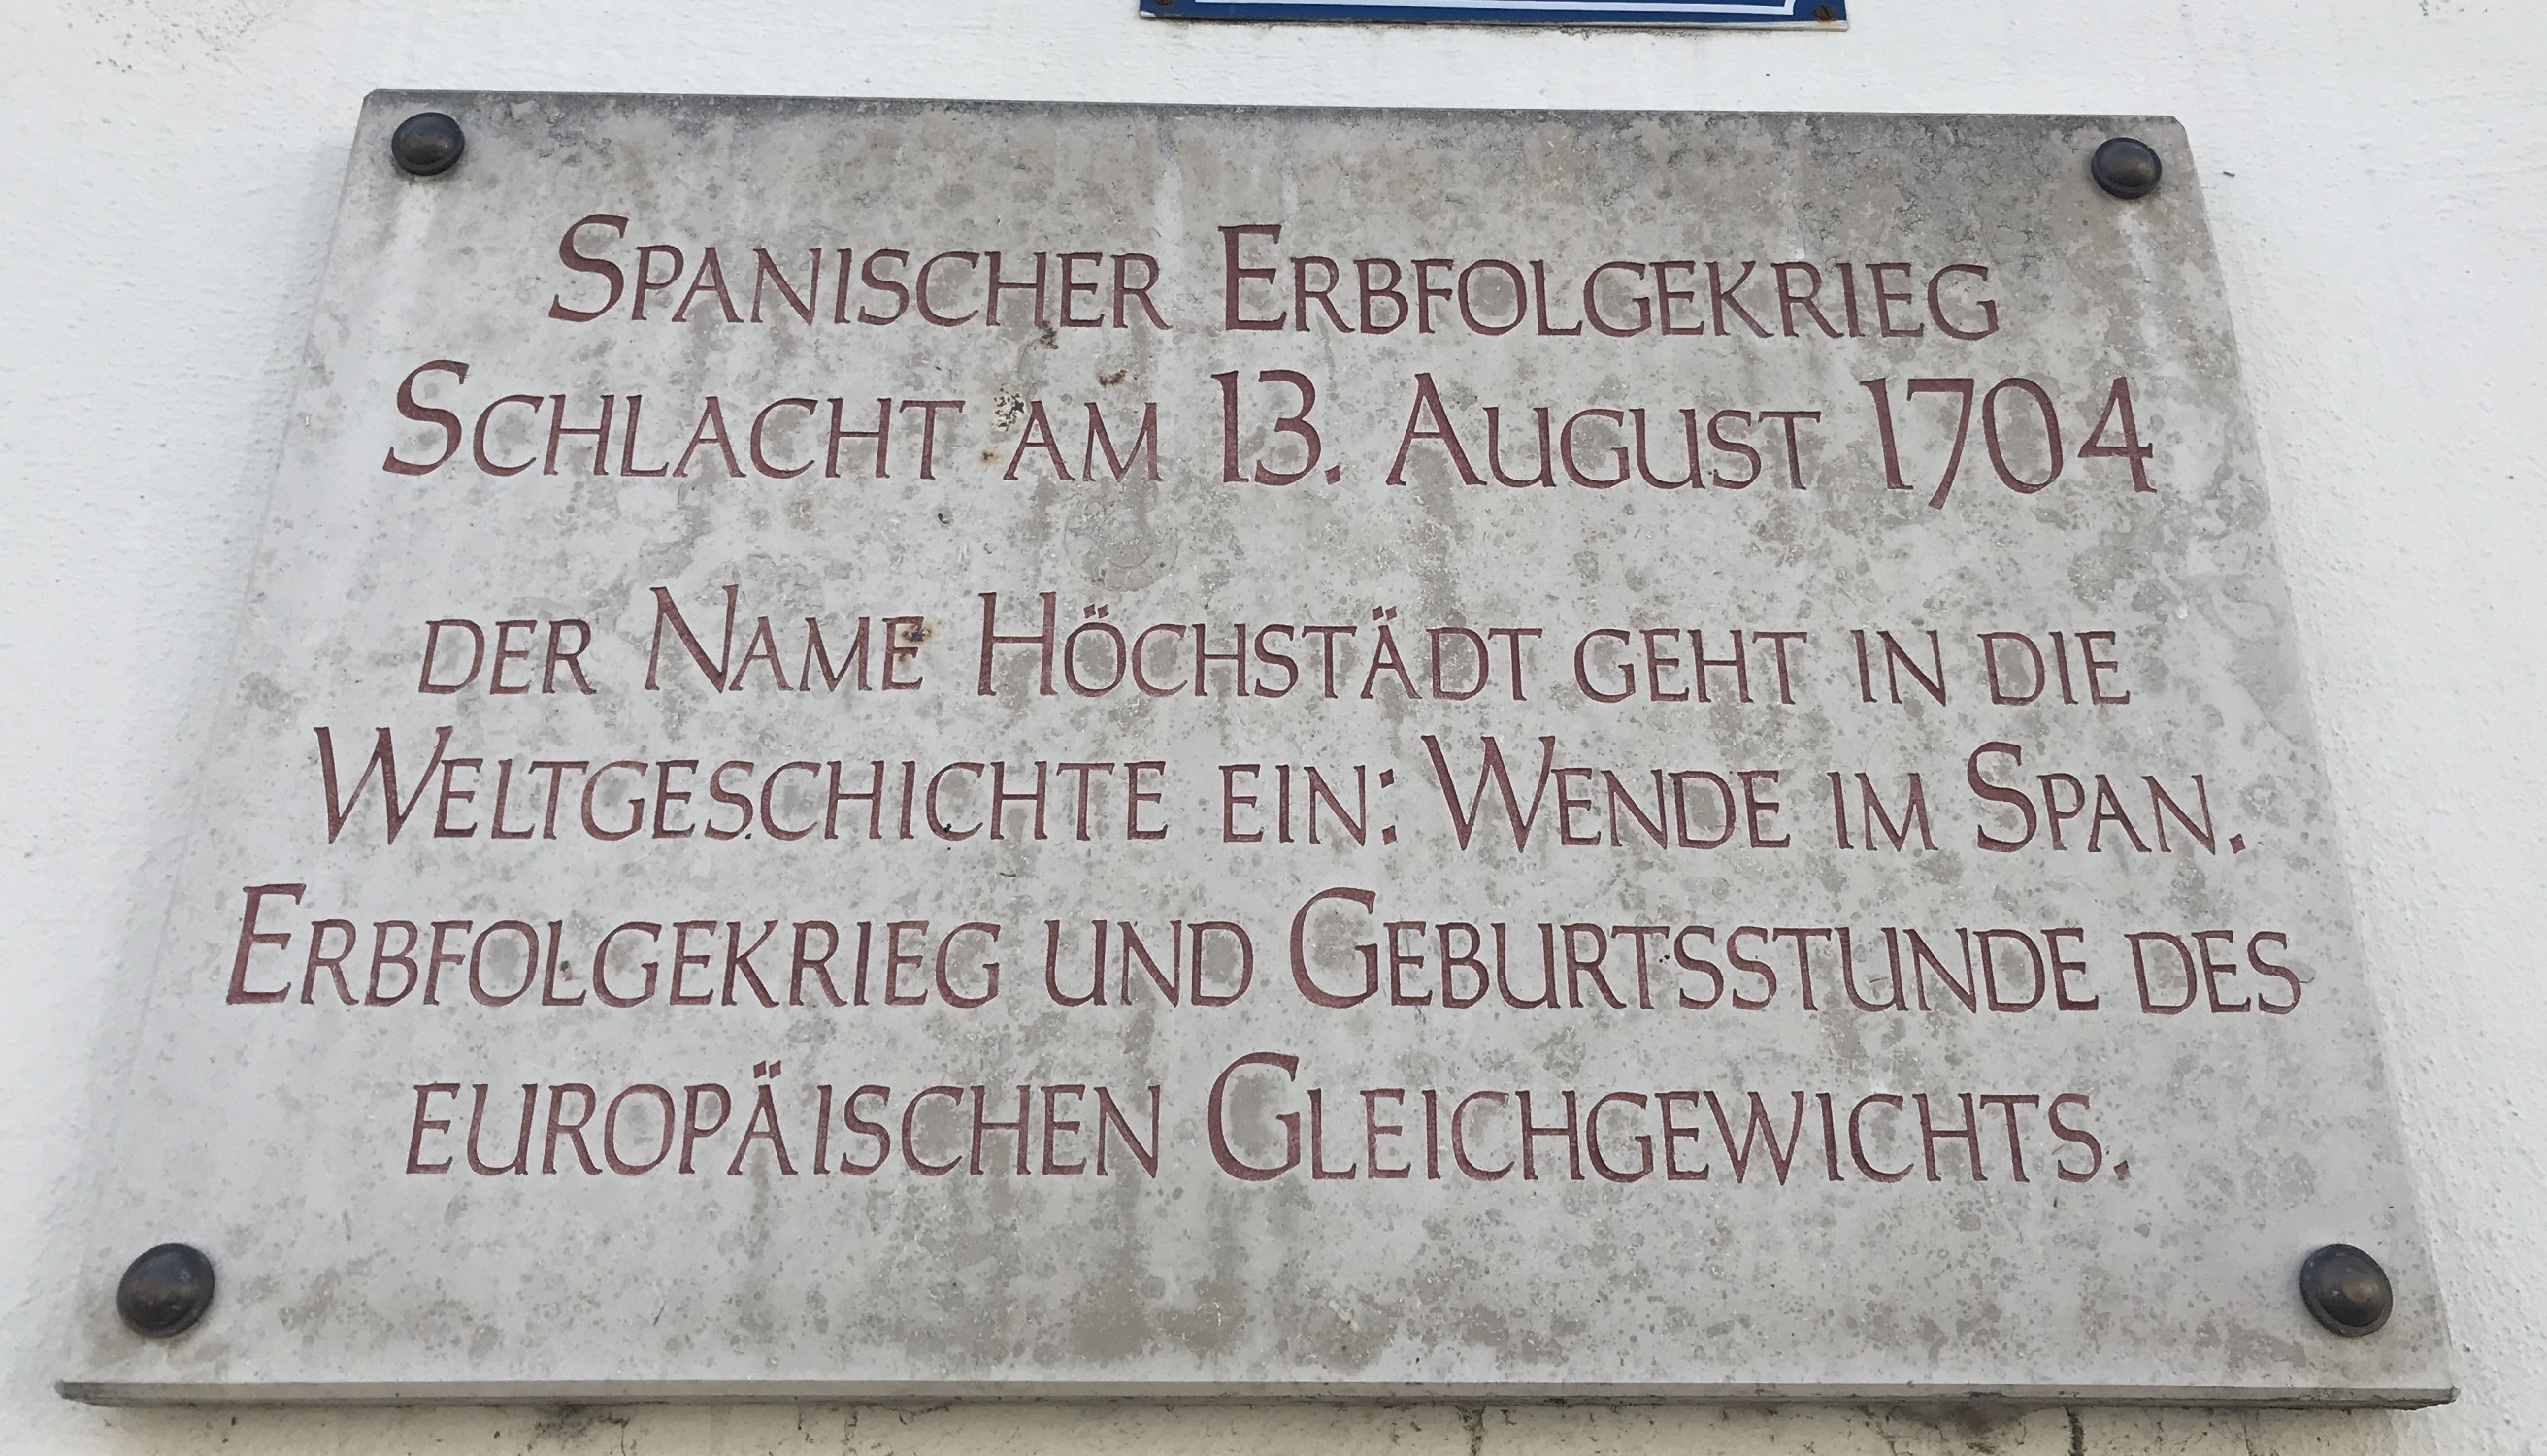 Spanischer Erbfolgekrieg
Schlacht am 13. August 1704
der Name Höchstädt geht in die
Weltgeschichte ein: Wende im Span.
Erbfolgekrieg und Geburtsstunde des
europäischen Gleichgewichts.